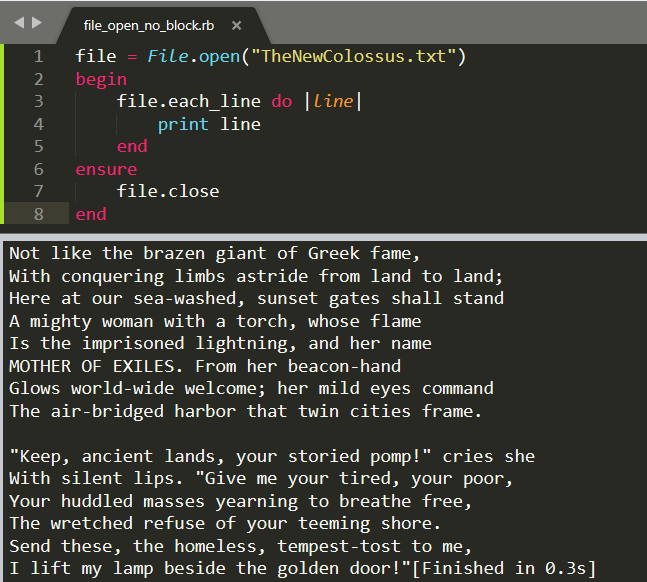 file_open_no_block.rb ×
1 file = File.open("TheNewColossus.txt")
2 begin
3 file.each_line do |line|
4 print line
5 end
6 ensure
7 file.close
8 end
Not like the brazen giant of Greek fame,
With conquering limbs astride from land to land;
Here at our sea-washed, sunset gates shall stand
A mighty woman with a torch, whose flame
Is the imprisoned lightning, and her name
MOTHER OF EXILES. From her beacon-hand
Glows world-wide welcome; her mild eyes command
The air-bridged harbor that twin cities frame.

"Keep, ancient lands, your storied pomp!" cries she
With silent lips. "Give me your tired, your poor,
Your huddled masses yearning to breathe free,
The wretched refuse of your teeming shore.
Send these, the homeless, tempest-tost to me,
I lift my lamp beside the golden door!"[Finished in 0.3s]